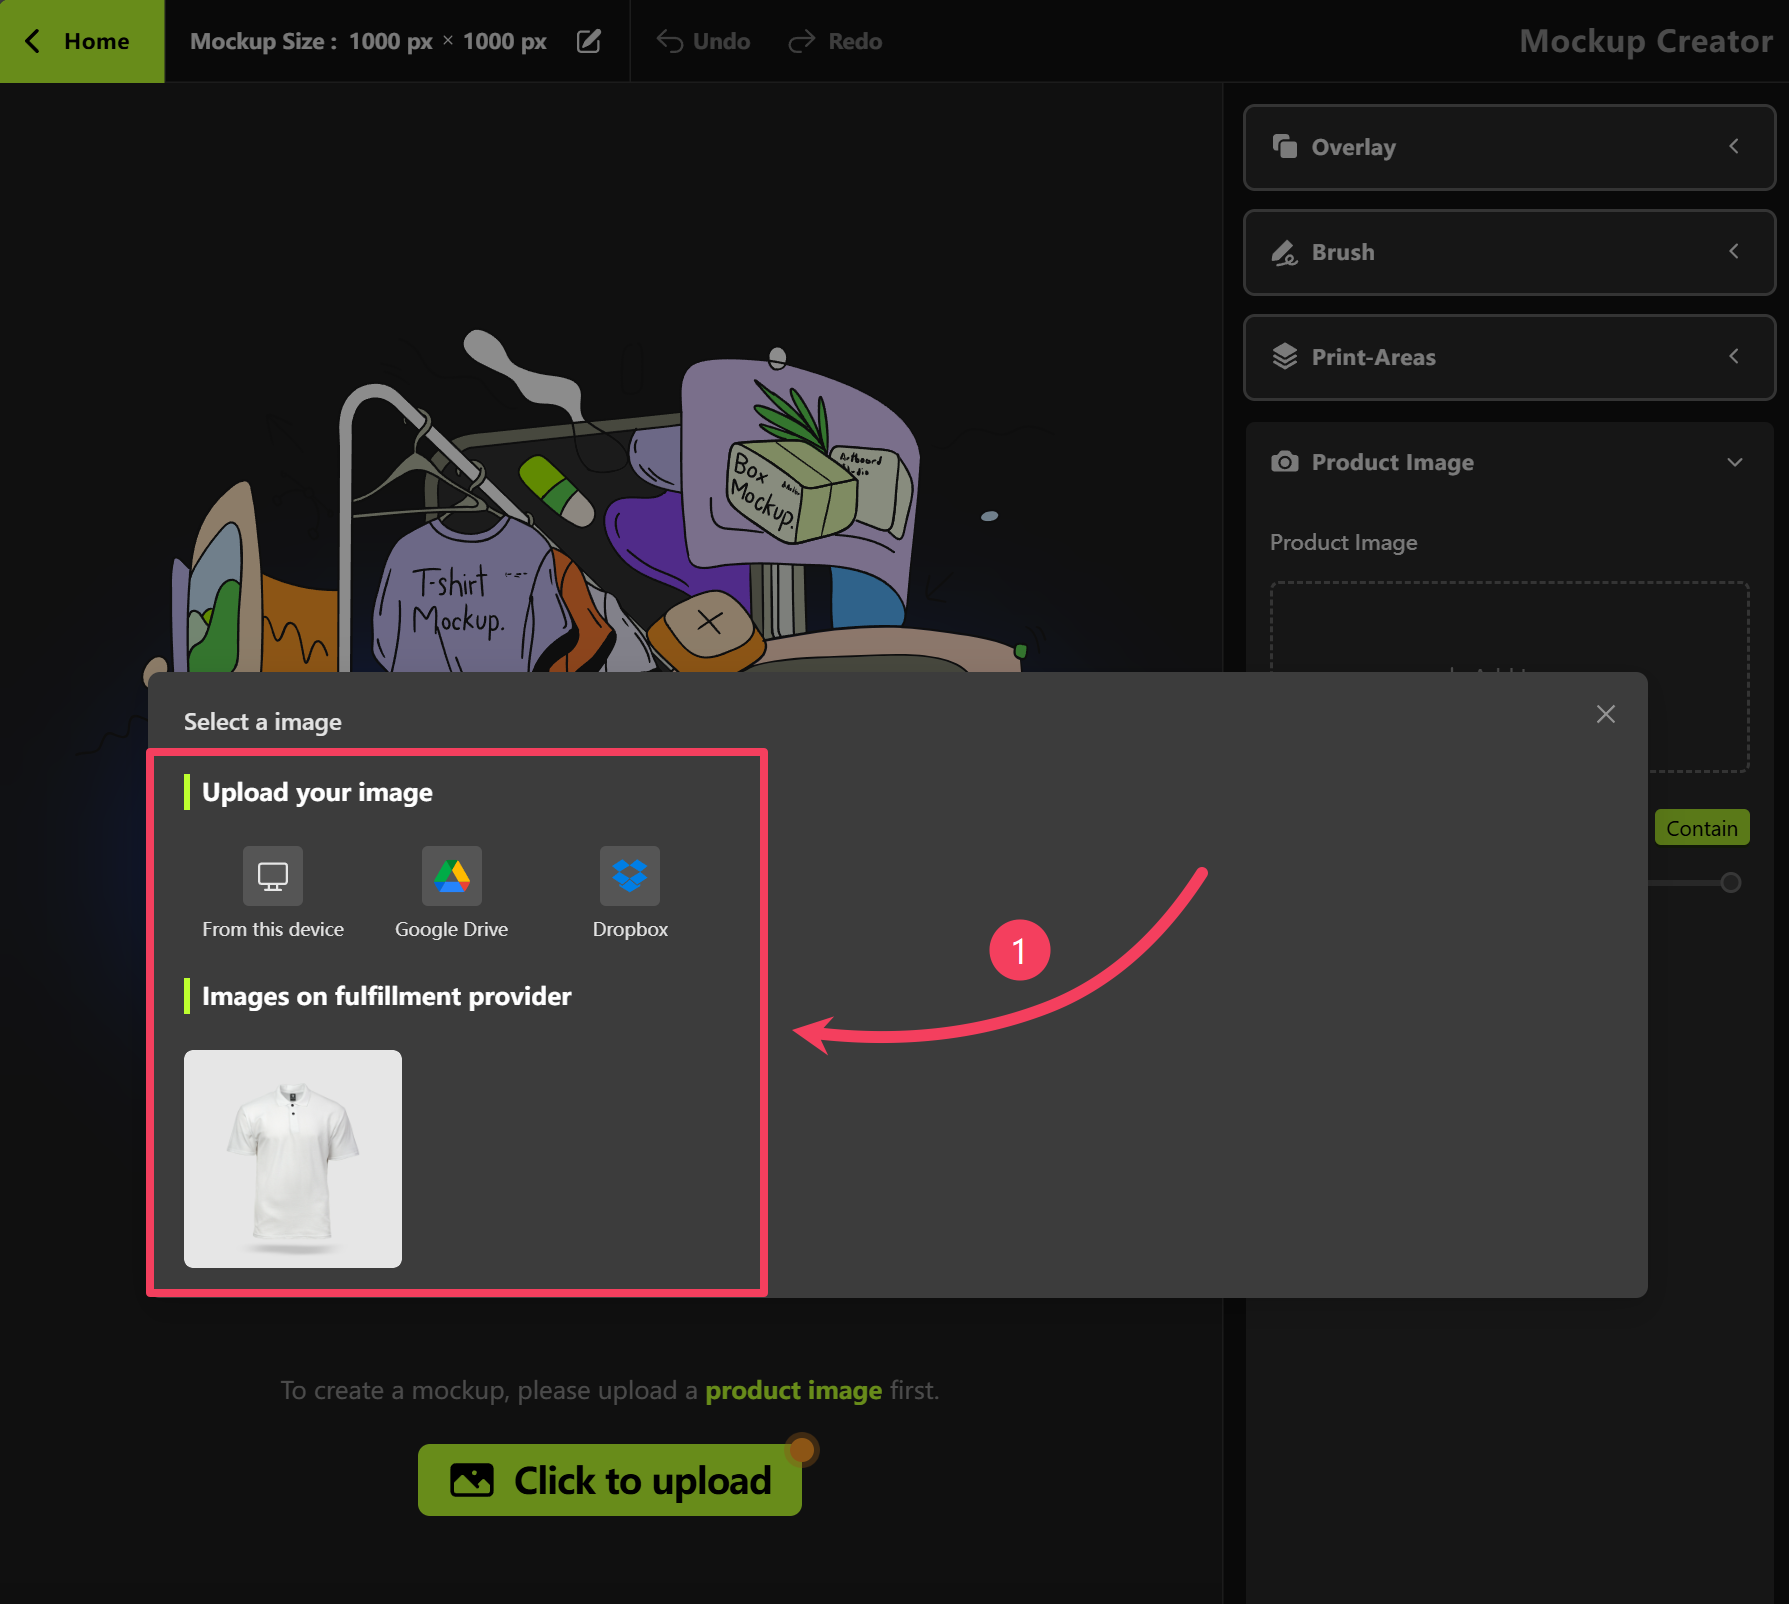 Home
Mockup Size : 1000 px × 1000 px
Undo
Redo
Mockup Creator
Overlay
Brush
Print-Areas
Product Image
Product Image
Box
Mockup.
Artboard
T-shirt
Mockup.
Select a image
Upload your image
From this device
Google Drive
Dropbox
Images on fulfillment provider
Contain
1
To create a mockup, please upload a product image first.
Click to upload